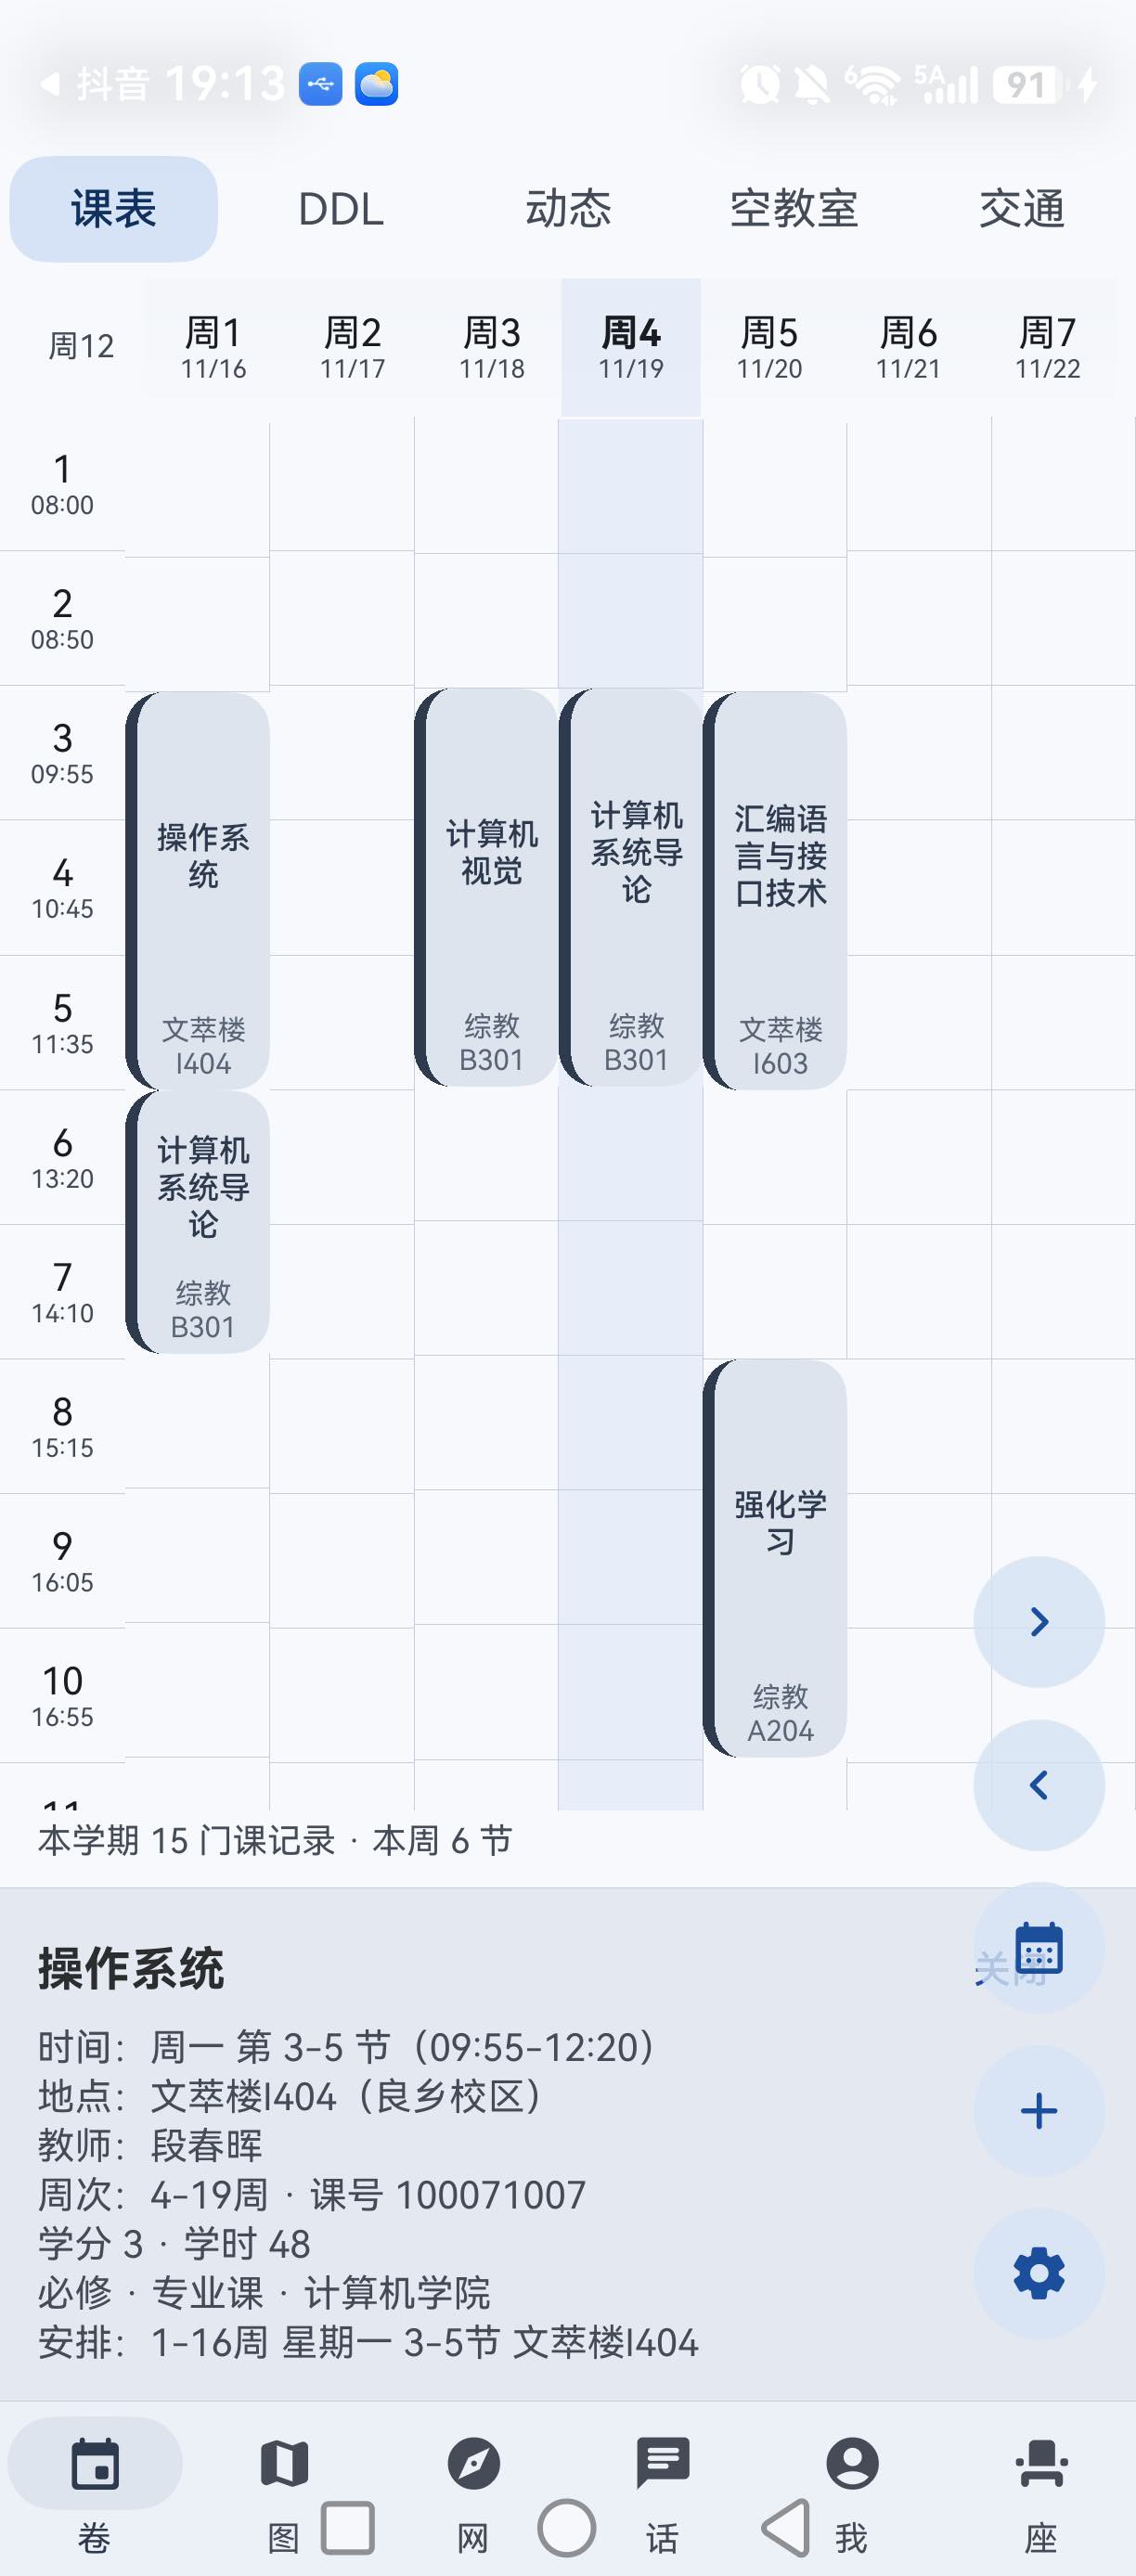 抖音 19:13
6 5A 91
课表 DDL 动态 空教室 交通
周12 周1 周2 周3 周4 周5 周6 周7
11/16 11/17 11/18 11/19 11/20 11/21 11/22
1
08:00
2
08:50
3
09:55
4
10:45
5
11:35
6
13:20
7
14:10
8
15:15
9
16:05
10
16:55
11
操作系
统
文萃楼
I404
计算机
系统导
论
综教
B301
计算机
视觉
综教
B301
计算机
系统导
论
综教
B301
汇编语
言与接
口技术
文萃楼
I603
强化学
习
综教
A204
本学期 15 门课记录 · 本周 6 节
操作系统 关闭
时间：周一 第 3-5 节（09:55-12:20）
地点：文萃楼I404（良乡校区）
教师：段春晖
周次：4-19周 · 课号 100071007
学分 3 · 学时 48
必修 · 专业课 · 计算机学院
安排：1-16周 星期一 3-5节 文萃楼I404
卷 图 网 话 我 座